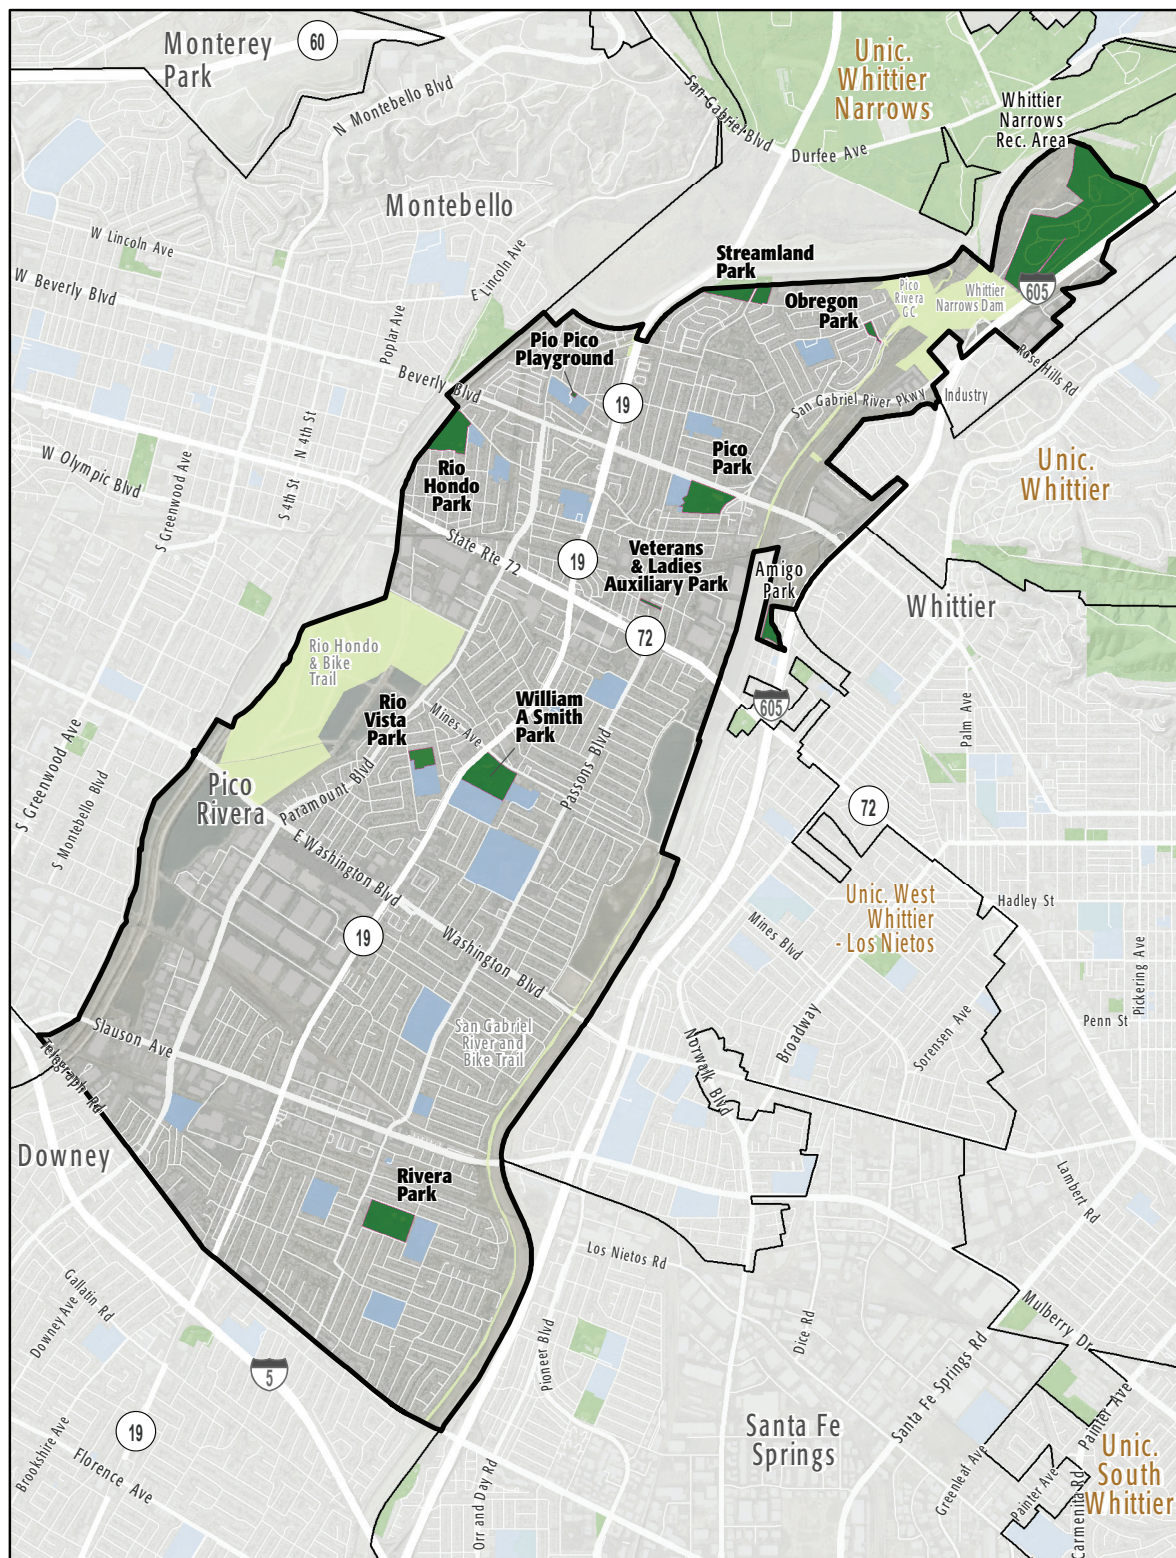 Monterey
Park
60
N Montebello Blvd
San Gabriel Blvd
Unic.
Whittier
Narrows
Durfee Ave
Whittier
Narrows
Rec. Area
Montebello
W Lincoln Ave
W Beverly Blvd
E Lincoln Ave
Poplar Ave
Streamland
Park
Obregon
Park
Pico
Rivera
GC
Whittier
Narrows Dam
605
Rose Hills Rd
Pio Pico
Playground
Beverly Blvd
19
San Gabriel River Pkwy
Industry
W Olympic Blvd
S Greenwood Ave
S 4th St
N 4th St
Rio
Hondo
Park
Pico
Park
Unic.
Whittier
State Rte 72
19
Veterans
& Ladies
Auxiliary Park
Amigo
Park
Whittier
72
Rio Hondo
& Bike
Trail
Rio
Vista
Park
Mines Ave
William
A Smith
Park
Passons Blvd
605
Palm Ave
S Greenwood Ave
S Montebello Blvd
Pico
Rivera
Paramount Blvd
E Washington Blvd
72
Unic. West
Whittier
- Los Nietos
Hadley St
Mines Blvd
19
Washington Blvd
Pickering Ave
Penn St
Sorensen Ave
Broadway
Norwalk Blvd
San Gabriel
River and
Bike Trail
Slauson Ave
Telegraph Rd
Downey
Rivera
Park
Lambert Rd
Los Nietos Rd
Gallatin Rd
Downey Ave
5
Pioneer Blvd
Dice Rd
Mulberry Dr
Santa Fe Springs Rd
19
Brookshire Ave
Florence Ave
Orr and Day Rd
Santa Fe
Springs
Greenleaf Ave
Painter Ave
Painter Ave
Carmenita Rd
Unic.
South
Whittier